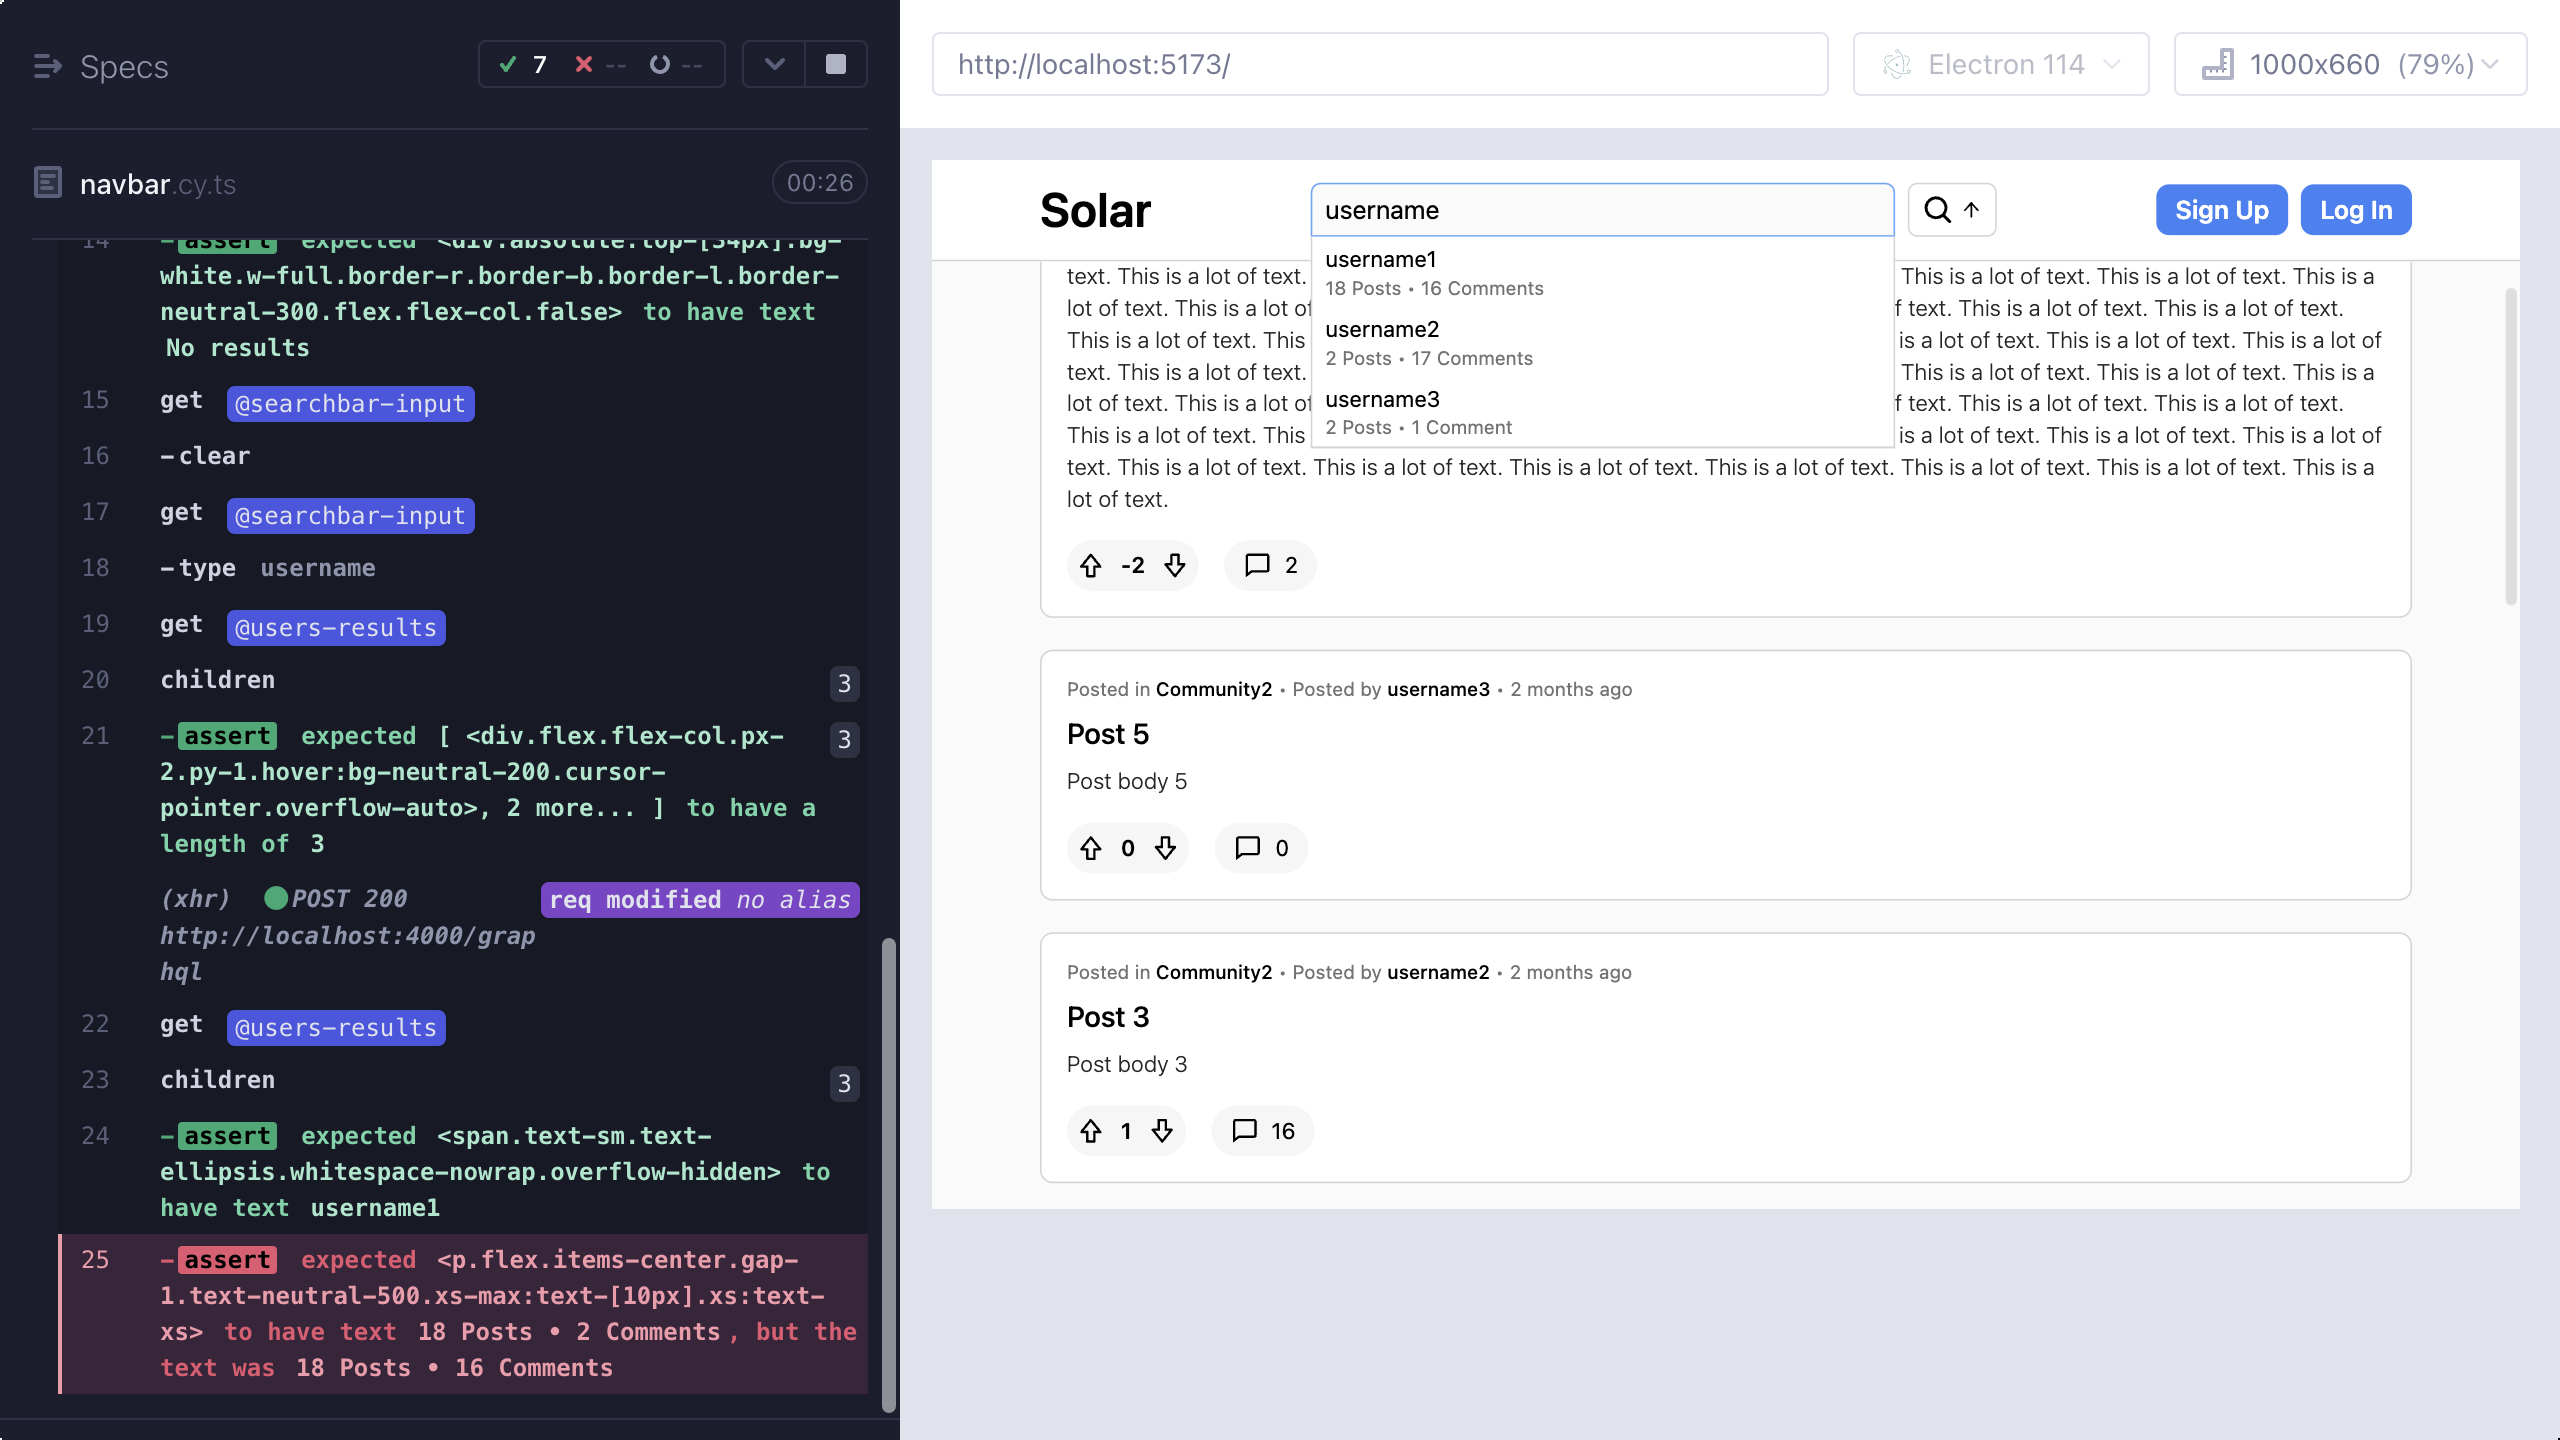 Specs
7 -- --
navbar.cy.ts 00:26
14 -assert expected <div.absolute.top-[34px].bg-
white.w-full.border-r.border-b.border-l.border-
neutral-300.flex.flex-col.false> to have text
No results
15 get @searchbar-input
16 -clear
17 get @searchbar-input
18 -type username
19 get @users-results
20 children 3
21 -assert expected [ <div.flex.flex-col.px- 3
2.py-1.hover:bg-neutral-200.cursor-
pointer.overflow-auto>, 2 more... ] to have a
length of 3
(xhr) POST 200 req modified no alias
http://localhost:4000/grap
hql
22 get @users-results
23 children 3
24 -assert expected <span.text-sm.text-
ellipsis.whitespace-nowrap.overflow-hidden> to
have text username1
25 -assert expected <p.flex.items-center.gap-
1.text-neutral-500.xs-max:text-[10px].xs:text-
xs> to have text 18 Posts • 2 Comments, but the
text was 18 Posts • 16 Comments
http://localhost:5173/
Electron 114
1000x660 (79%)
Solar
username
Sign Up
Log In
username1
18 Posts • 16 Comments
username2
2 Posts • 17 Comments
username3
2 Posts • 1 Comment
text. This is a lot of text. This is a lot of text. This is a lot of text. This is a
lot of text. This is a lot of text. This is a lot of text. This is a lot of text.
This is a lot of text. This is a lot of text. This is a lot of text. This is a lot of
text. This is a lot of text. This is a lot of text. This is a lot of text. This is a
lot of text. This is a lot of text. This is a lot of text. This is a lot of text.
This is a lot of text. This is a lot of text. This is a lot of text. This is a lot of
text. This is a lot of text. This is a lot of text. This is a lot of text. This is a lot of text. This is a lot of text. This is a lot of text. This is a
lot of text.
-2 2
Posted in Community2 • Posted by username3 • 2 months ago
Post 5
Post body 5
0 0
Posted in Community2 • Posted by username2 • 2 months ago
Post 3
Post body 3
1 16